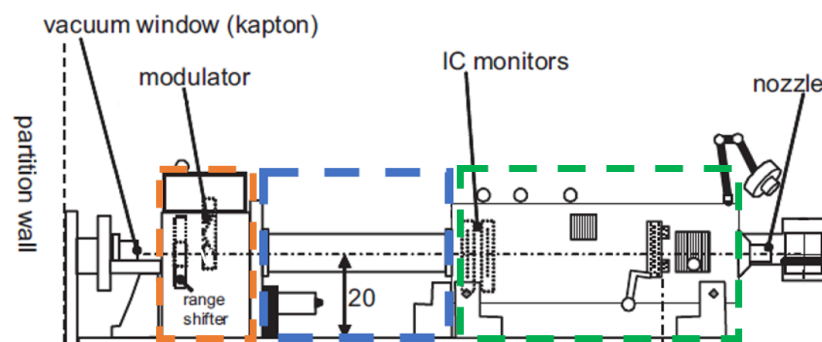 vacuum window (kapton)
modulator
IC monitors
nozzle
partition wall
range
shifter
20